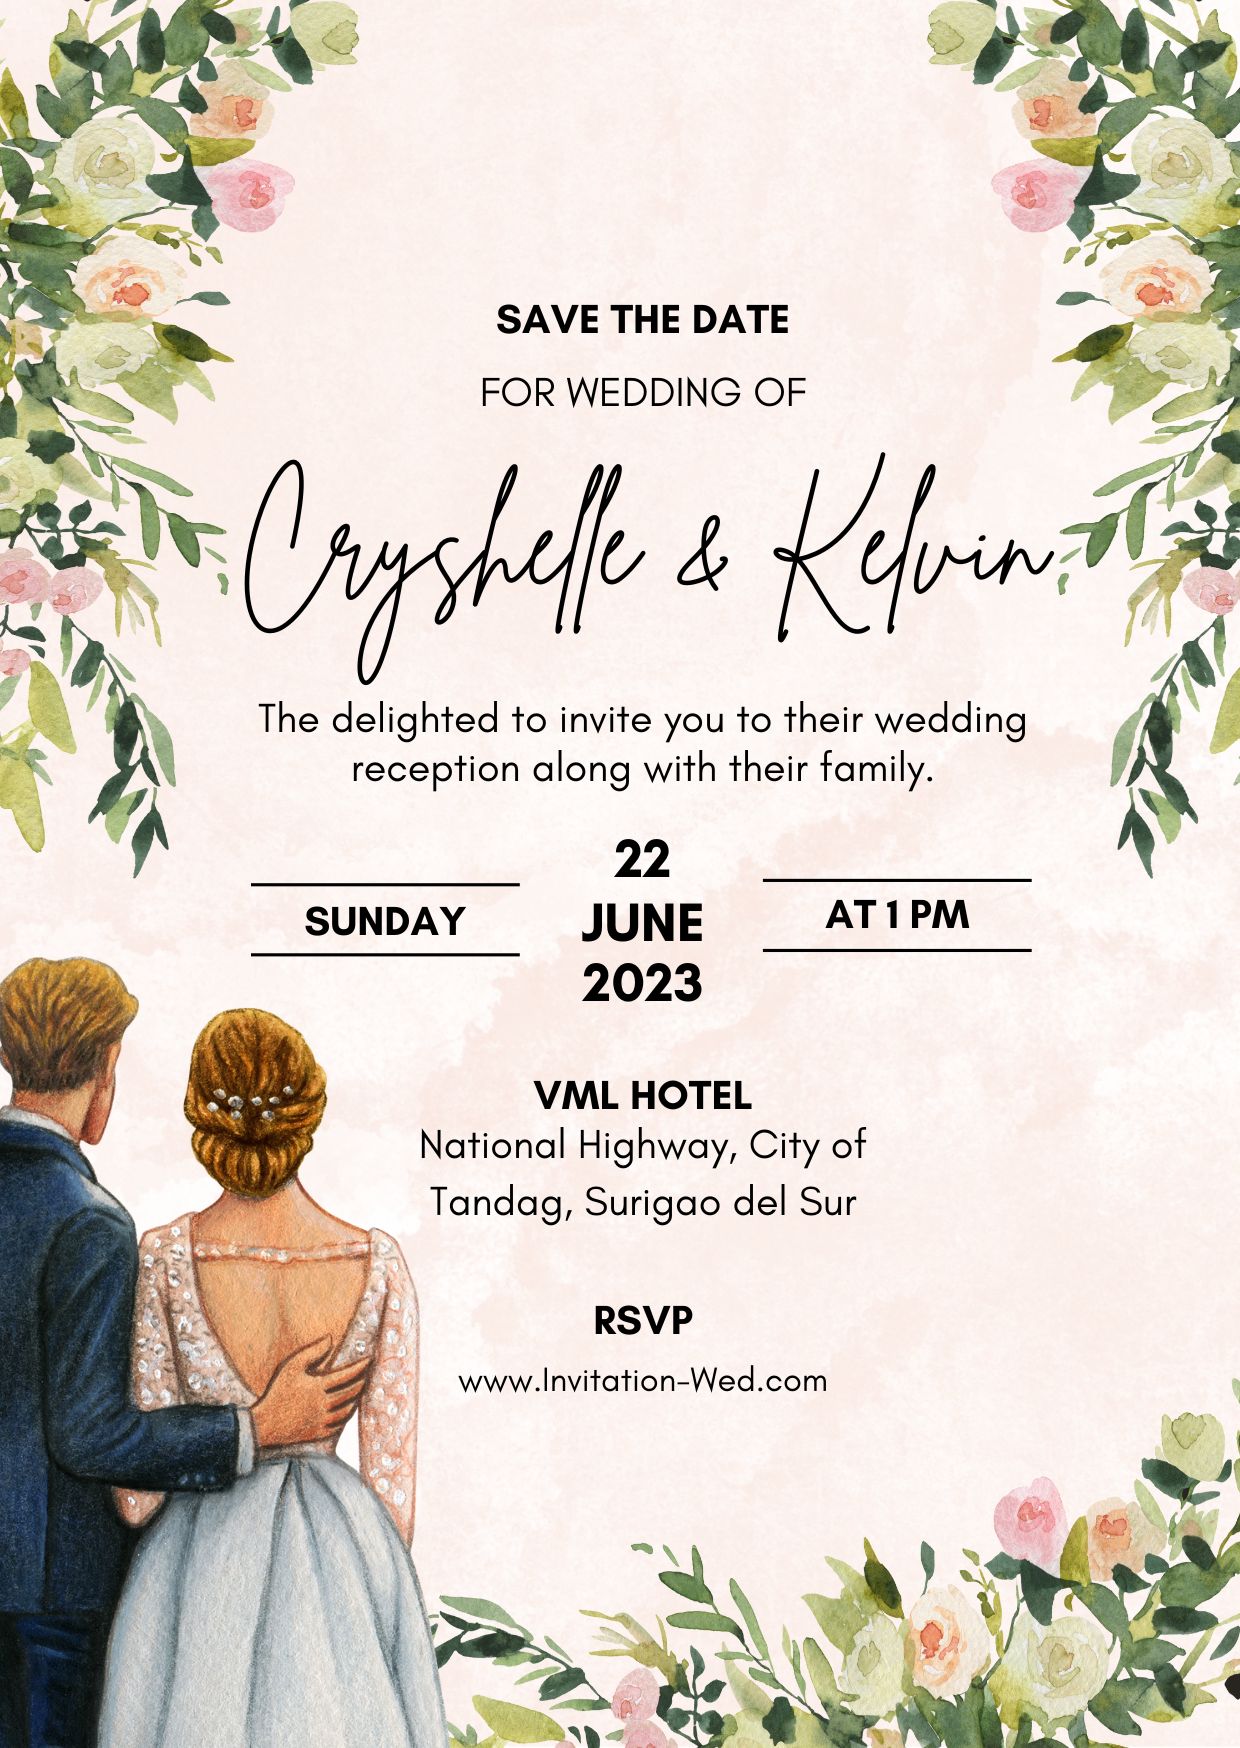 SAVE THE DATE
FOR WEDDING OF
Cryshelle & Kelvin
The delighted to invite you to their wedding
reception along with their family.
SUNDAY
22
JUNE
2023
AT 1 PM
VML HOTEL
National Highway, City of
Tandag, Surigao del Sur
RSVP
www.Invitation-Wed.com